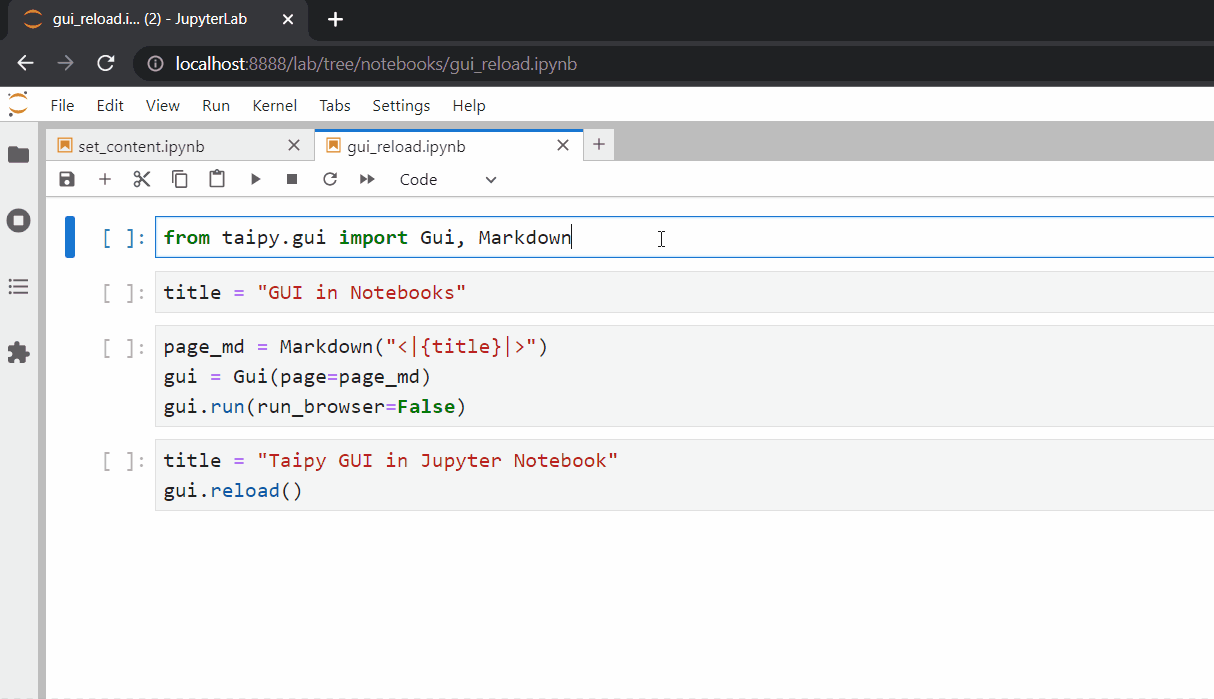 gui_reload.i... (2) - JupyterLab
localhost:8888/lab/tree/notebooks/gui_reload.ipynb
File Edit View Run Kernel Tabs Settings Help
set_content.ipynb gui_reload.ipynb
Code
[ ]: from taipy.gui import Gui, Markdown
[ ]: title = "GUI in Notebooks"
[ ]: page_md = Markdown("<|{title}|>")
gui = Gui(page=page_md)
gui.run(run_browser=False)
[ ]: title = "Taipy GUI in Jupyter Notebook"
gui.reload()